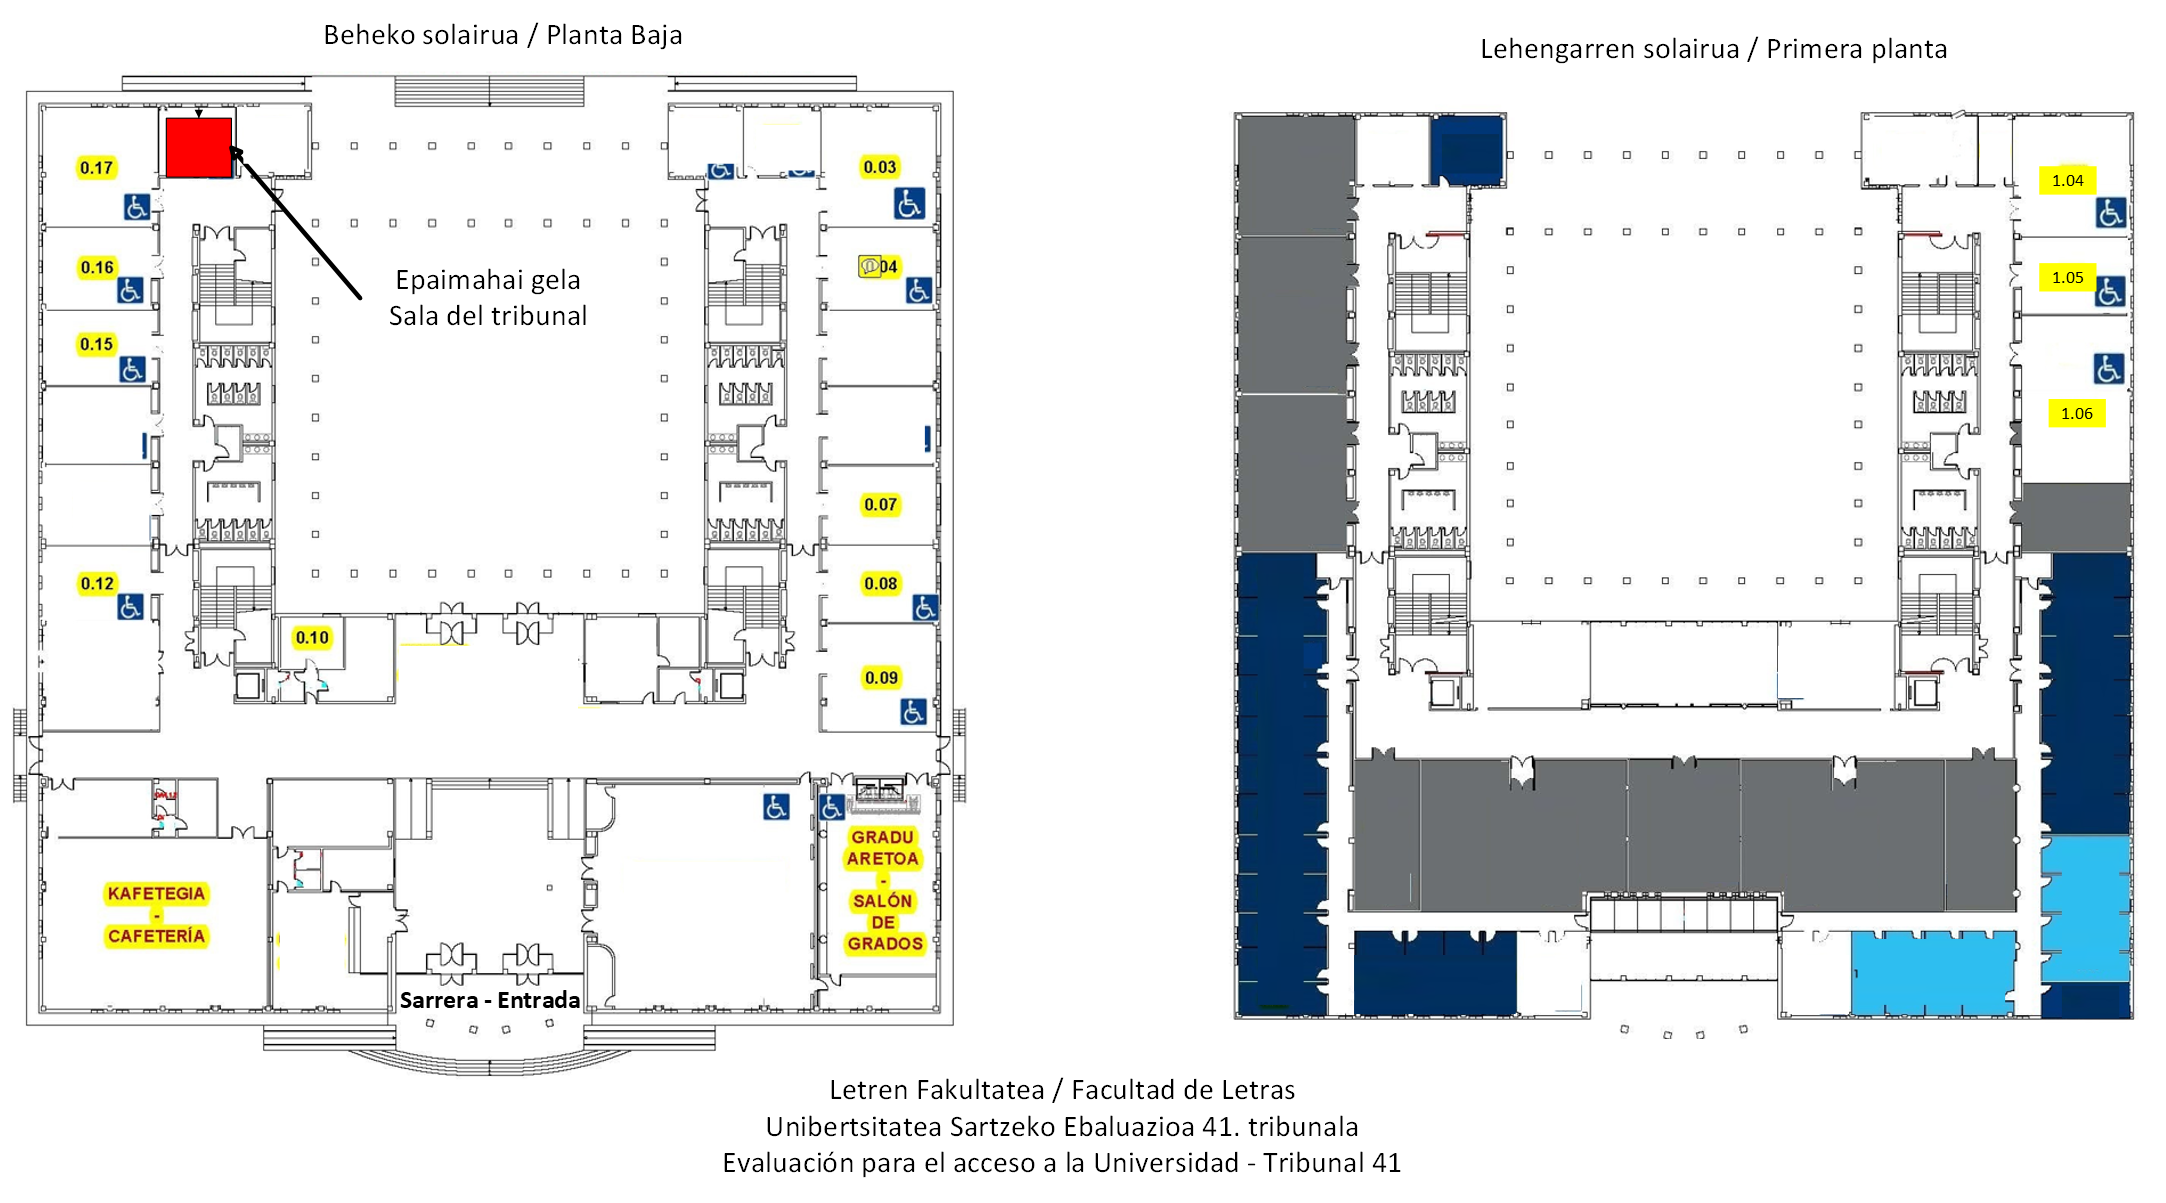 Beheko solairua / Planta Baja
Lehengarren solairua / Primera planta
0.17
0.03
1.04
0.16
04
1.05
Epaimahai gela
Sala del tribunal
0.15
1.06
0.07
0.12
0.08
0.10
0.09
GRADU
ARETOA
-
SALÓN
DE
GRADOS
KAFETEGIA
-
CAFETERÍA
Sarrera - Entrada
Letren Fakultatea / Facultad de Letras
Unibertsitatea Sartzeko Ebaluazioa 41. tribunala
Evaluación para el acceso a la Universidad - Tribunal 41